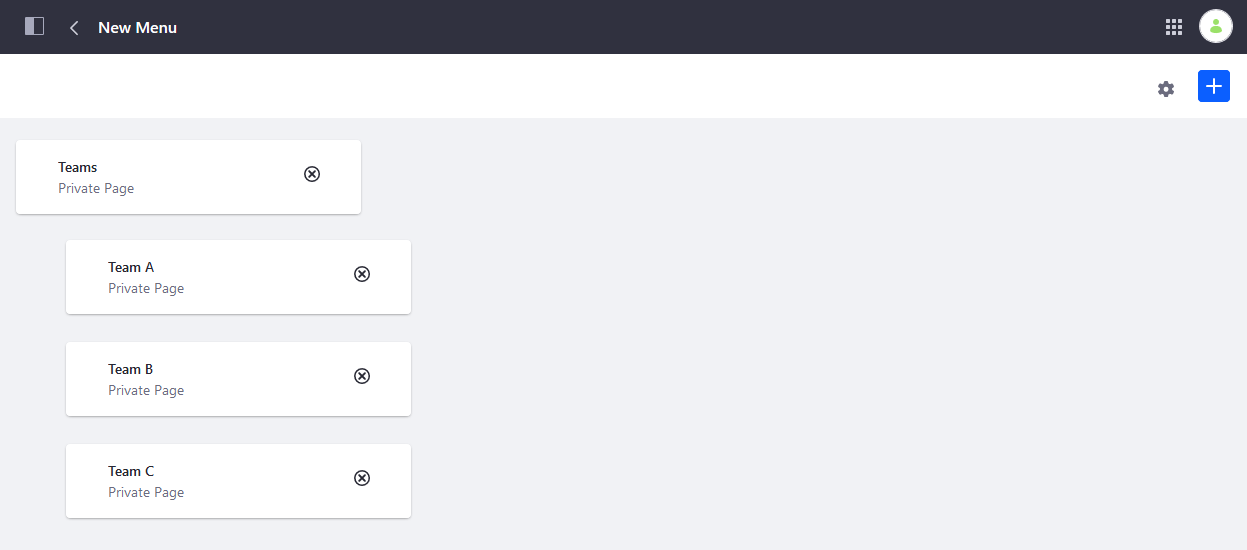 New Menu
Teams
Private Page
Team A
Private Page
Team B
Private Page
Team C
Private Page